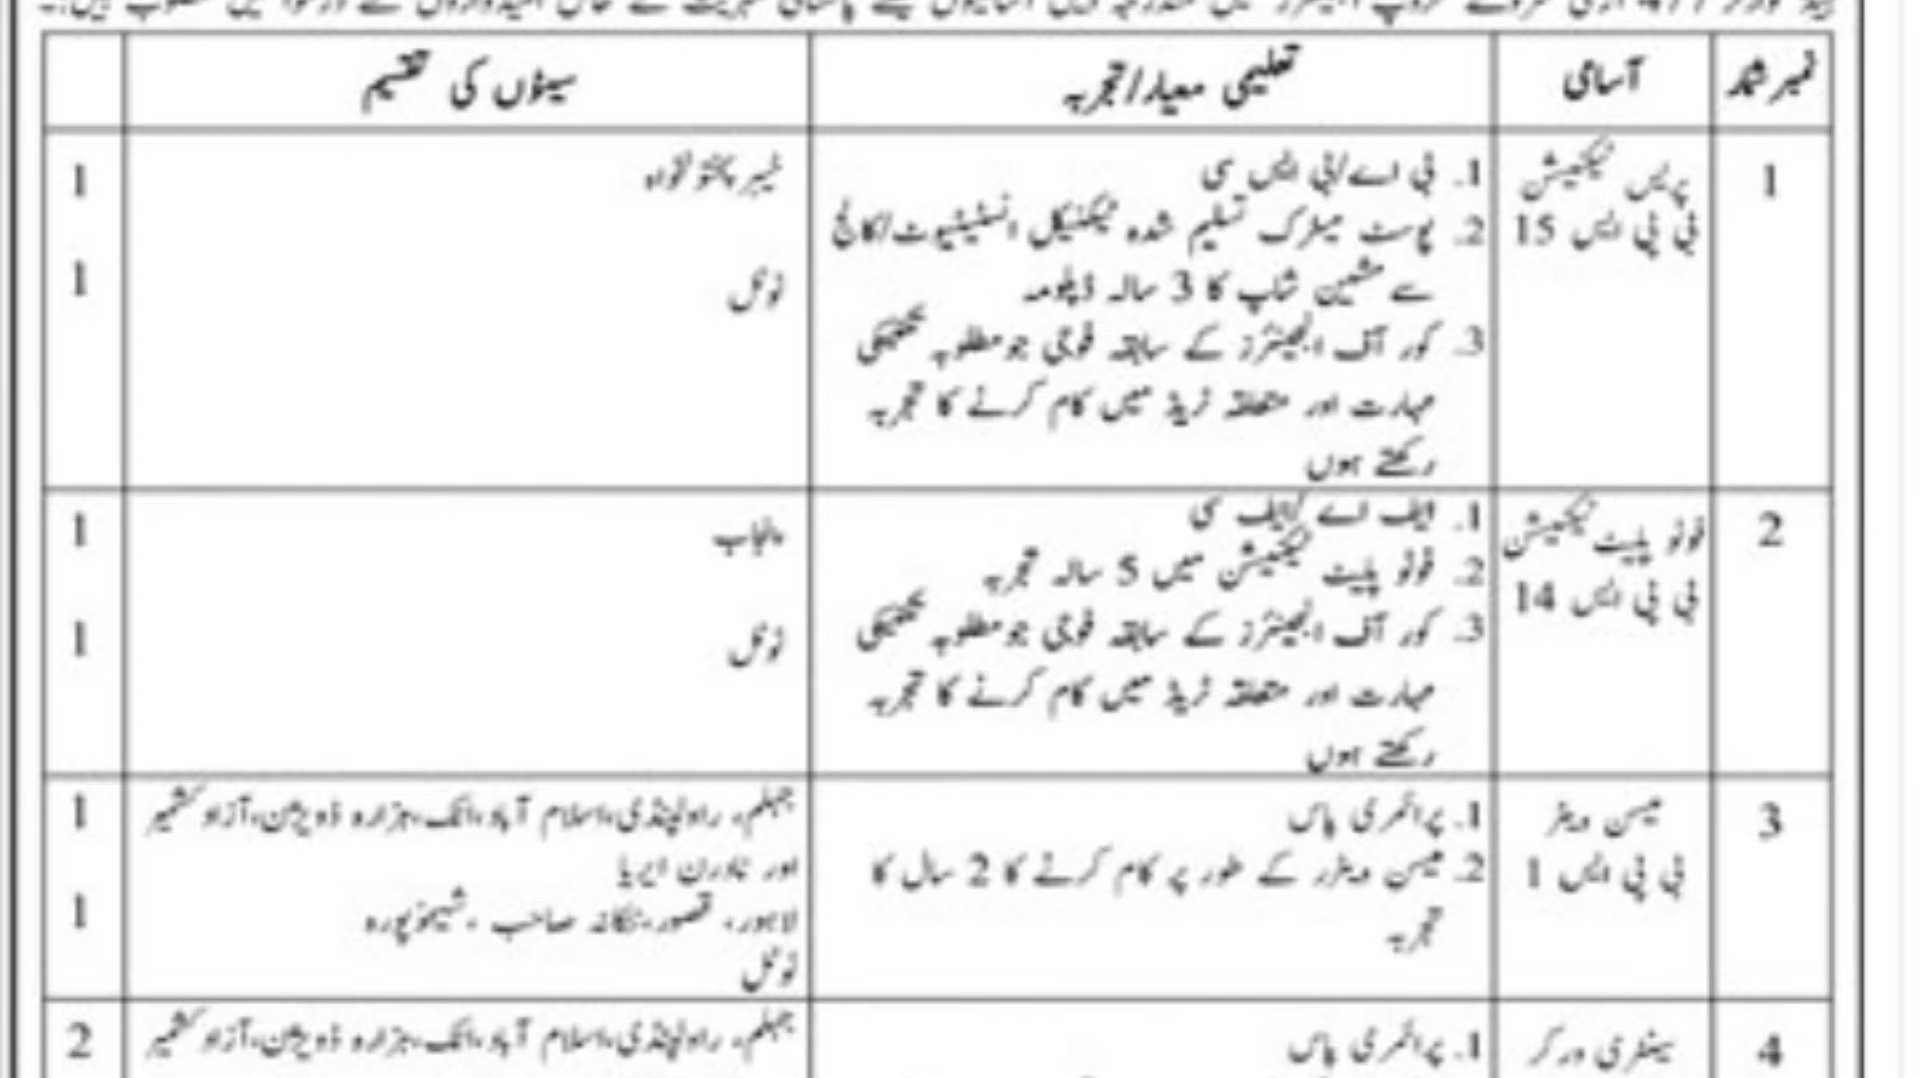 نمبر شمار آسامی تعلیمی معیار/تجربہ سیٹوں کی تقسیم
1 پریس ٹیکنیشن
بی پی ایس 15
1. بی اے/بی ایس سی
2. پوسٹ میٹرک تسلیم شدہ ٹیکنیکل انسٹیٹیوٹ/کالج
سے مشین شاپ کا 3 سالہ ڈپلومہ
3. کور آف انجینئرز کے سابقہ فوجی جو مطلوبہ تکنیکی
مہارت اور متعلقہ ٹریڈ میں کام کرنے کا تجربہ
رکھتے ہوں
خیبر پختونخواہ 1
ٹوٹل 1
2 فوٹو پلیٹ ٹیکنیشن
بی پی ایس 14
1. ایف اے/ایف سی
2. فوٹو پلیٹ ٹیکنیشن میں 5 سالہ تجربہ
3. کور آف انجینئرز کے سابقہ فوجی جو مطلوبہ تکنیکی
مہارت اور متعلقہ ٹریڈ میں کام کرنے کا تجربہ
رکھتے ہوں
پنجاب 1
ٹوٹل 1
3 میسن ویٹر
بی پی ایس 1
1. پرائمری پاس
2. میسن ویٹرر کے طور پر کام کرنے کا 2 سال کا
تجربہ
جہلم، راولپنڈی،اسلام آباد،اٹک،ہزارہ ڈویژن،آزاد کشمیر 1
اور نادرن ایریا
لاہور، قصور،ننکانہ صاحب ،شیخوپورہ 1
ٹوٹل
4 سینٹری ورکر
1. پرائمری پاس
جہلم، راولپنڈی،اسلام آباد،اٹک،ہزارہ ڈویژن،آزاد کشمیر 2